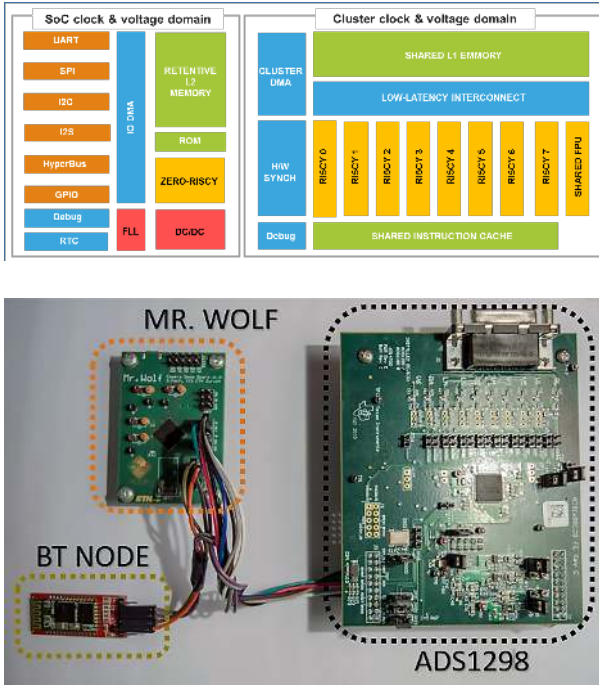 SoC clock & voltage domain
UART
SPI
I2C
I2S
HyperBus
GPIO
Debug
RTC
IO DMA
FLL
RETENTIVE
L2
MEMORY
ROM
ZERO-RISCY
DC/DC
Cluster clock & voltage domain
CLUSTER
DMA
H/W
SYNCH
Debug
SHARED L1 EMMORY
LOW-LATENCY INTERCONNECT
RISCY 0
RISCY 1
RISCY 2
RISCY 3
RISCY 4
RISCY 5
RISCY 6
RISCY 7
SHARED FPU
SHARED INSTRUCTION CACHE
MR. WOLF
Mr.Wolf
ETH
BT NODE
ADS1298